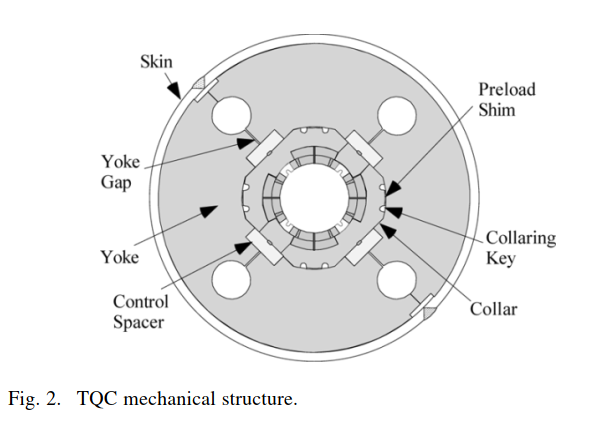 Skin
Preload
Shim
Yoke
Gap
Collaring
Key
Yoke
Control
Spacer
Collar
Fig. 2. TQC mechanical structure.